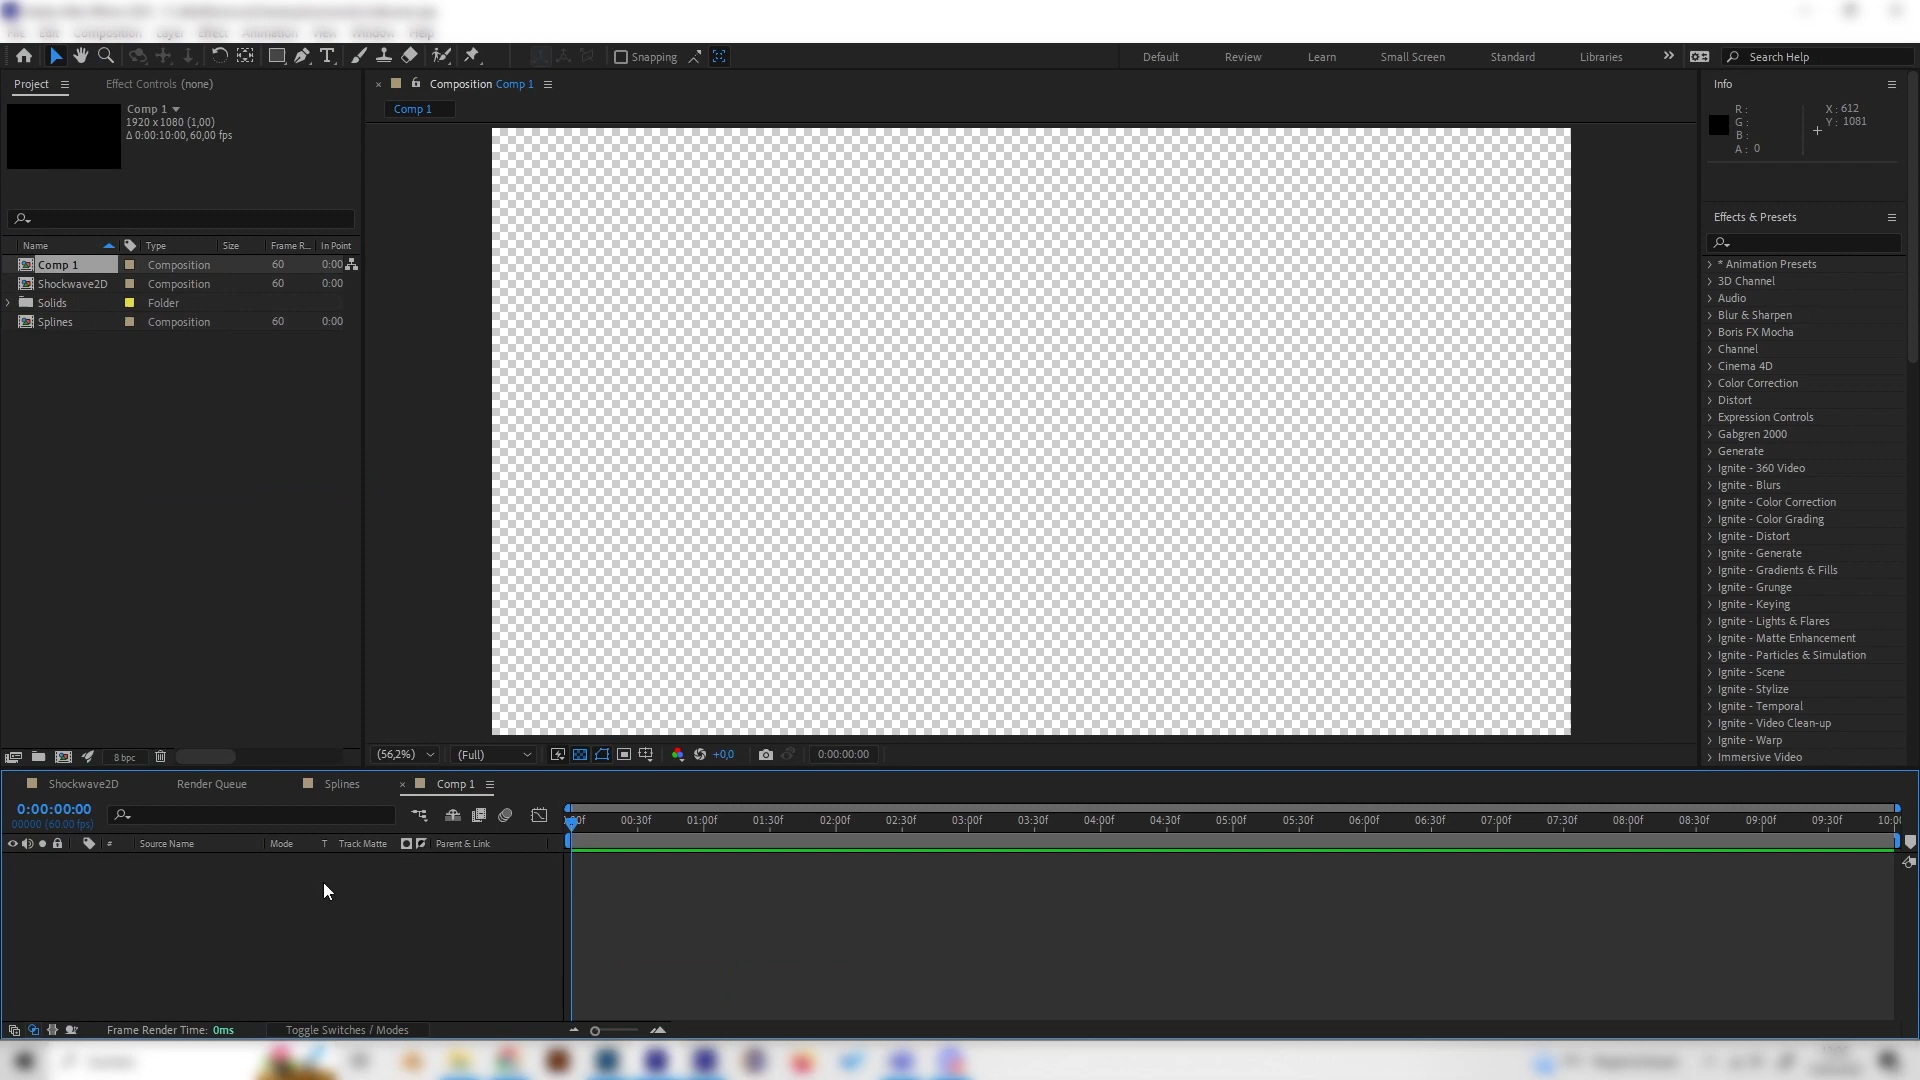 Composition Layer Effect Animation View Window Help
Snapping
Default Review Learn Small Screen Standard Libraries Search Help
Project Effect Controls (none)
Comp 1
1920 x 1080 (1,00)
Δ 0:00:10:00, 60,00 fps
Name Type Size Frame R... In Point
Comp 1 Composition 60 0:00
Shockwave2D Composition 60 0:00
Solids Folder
Splines Composition 60 0:00
8 bpc
Composition Comp 1
Comp 1
(56,2%) (Full) +0,0 0:00:00:00
Info
R :
G :
B :
A : 0
X : 612
Y : 1081
Effects & Presets
* Animation Presets
3D Channel
Audio
Blur & Sharpen
Boris FX Mocha
Channel
Cinema 4D
Color Correction
Distort
Expression Controls
Gabgren 2000
Generate
Ignite - 360 Video
Ignite - Blurs
Ignite - Color Correction
Ignite - Color Grading
Ignite - Distort
Ignite - Generate
Ignite - Gradients & Fills
Ignite - Grunge
Ignite - Keying
Ignite - Lights & Flares
Ignite - Matte Enhancement
Ignite - Particles & Simulation
Ignite - Scene
Ignite - Stylize
Ignite - Temporal
Ignite - Video Clean-up
Ignite - Warp
Immersive Video
Shockwave2D Render Queue Splines Comp 1
0:00:00:00
00000 (60.00 fps)
00:30f 01:00f 01:30f 02:00f 02:30f 03:00f 03:30f 04:00f 04:30f 05:00f 05:30f 06:00f 06:30f 07:00f 07:30f 08:00f 08:30f 09:00f 09:30f 10:00
# Source Name Mode T Track Matte Parent & Link
Frame Render Time: 0ms Toggle Switches / Modes